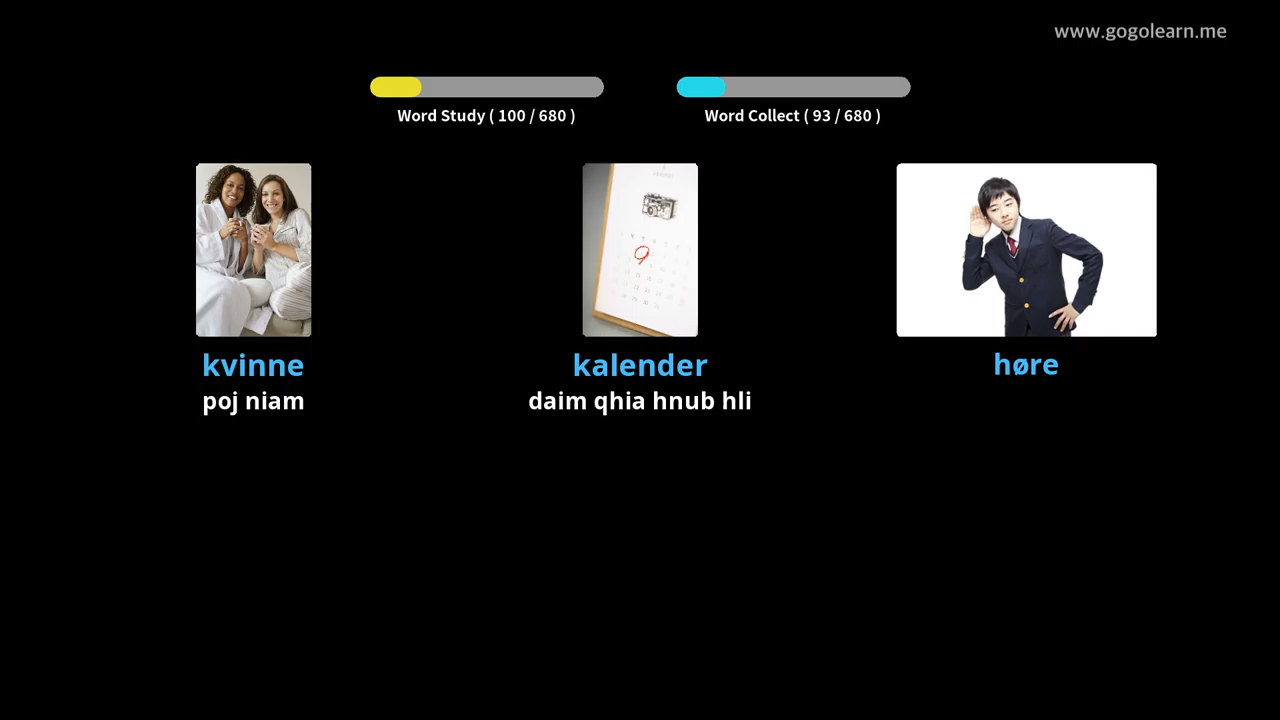 www.gogolearn.me
Word Study ( 100 / 680 )
Word Collect ( 93 / 680 )
kvinne
kalender
høre
poj niam
daim qhia hnub hli